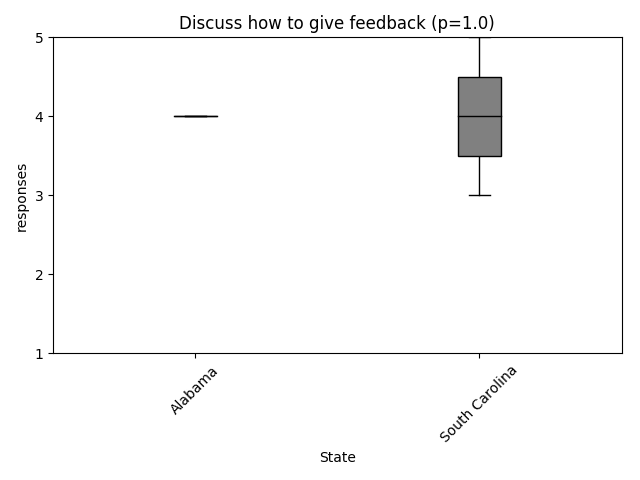 Discuss how to give feedback (p=1.0)
responses
5
4
3
2
1
Alabama
South Carolina
State